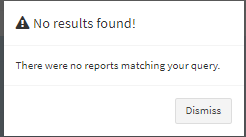 No results found!
There were no reports matching your query.
Dismiss